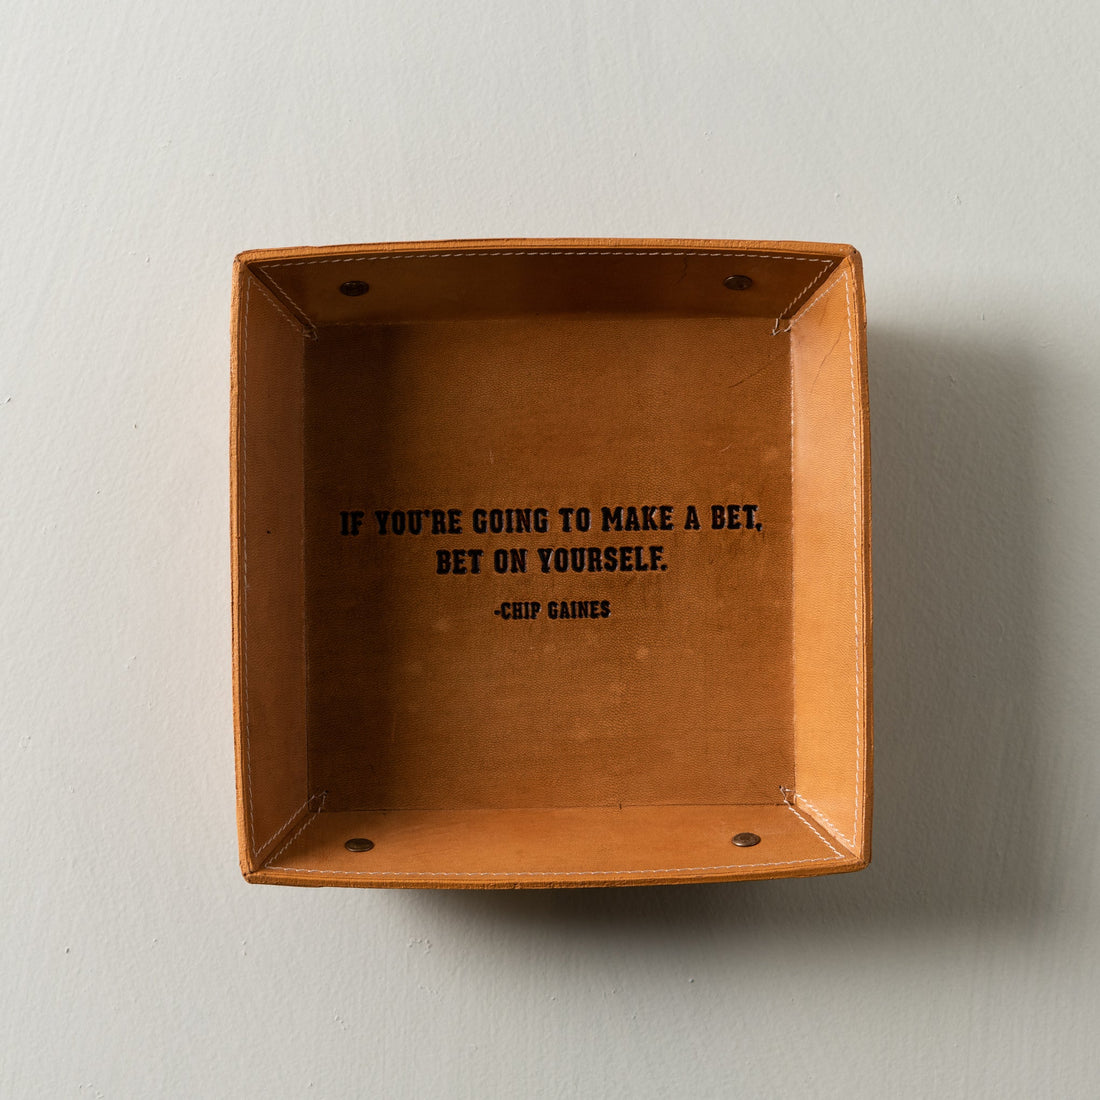 IF YOU'RE GOING TO MAKE A BET,
BET ON YOURSELF.
-CHIP GAINES